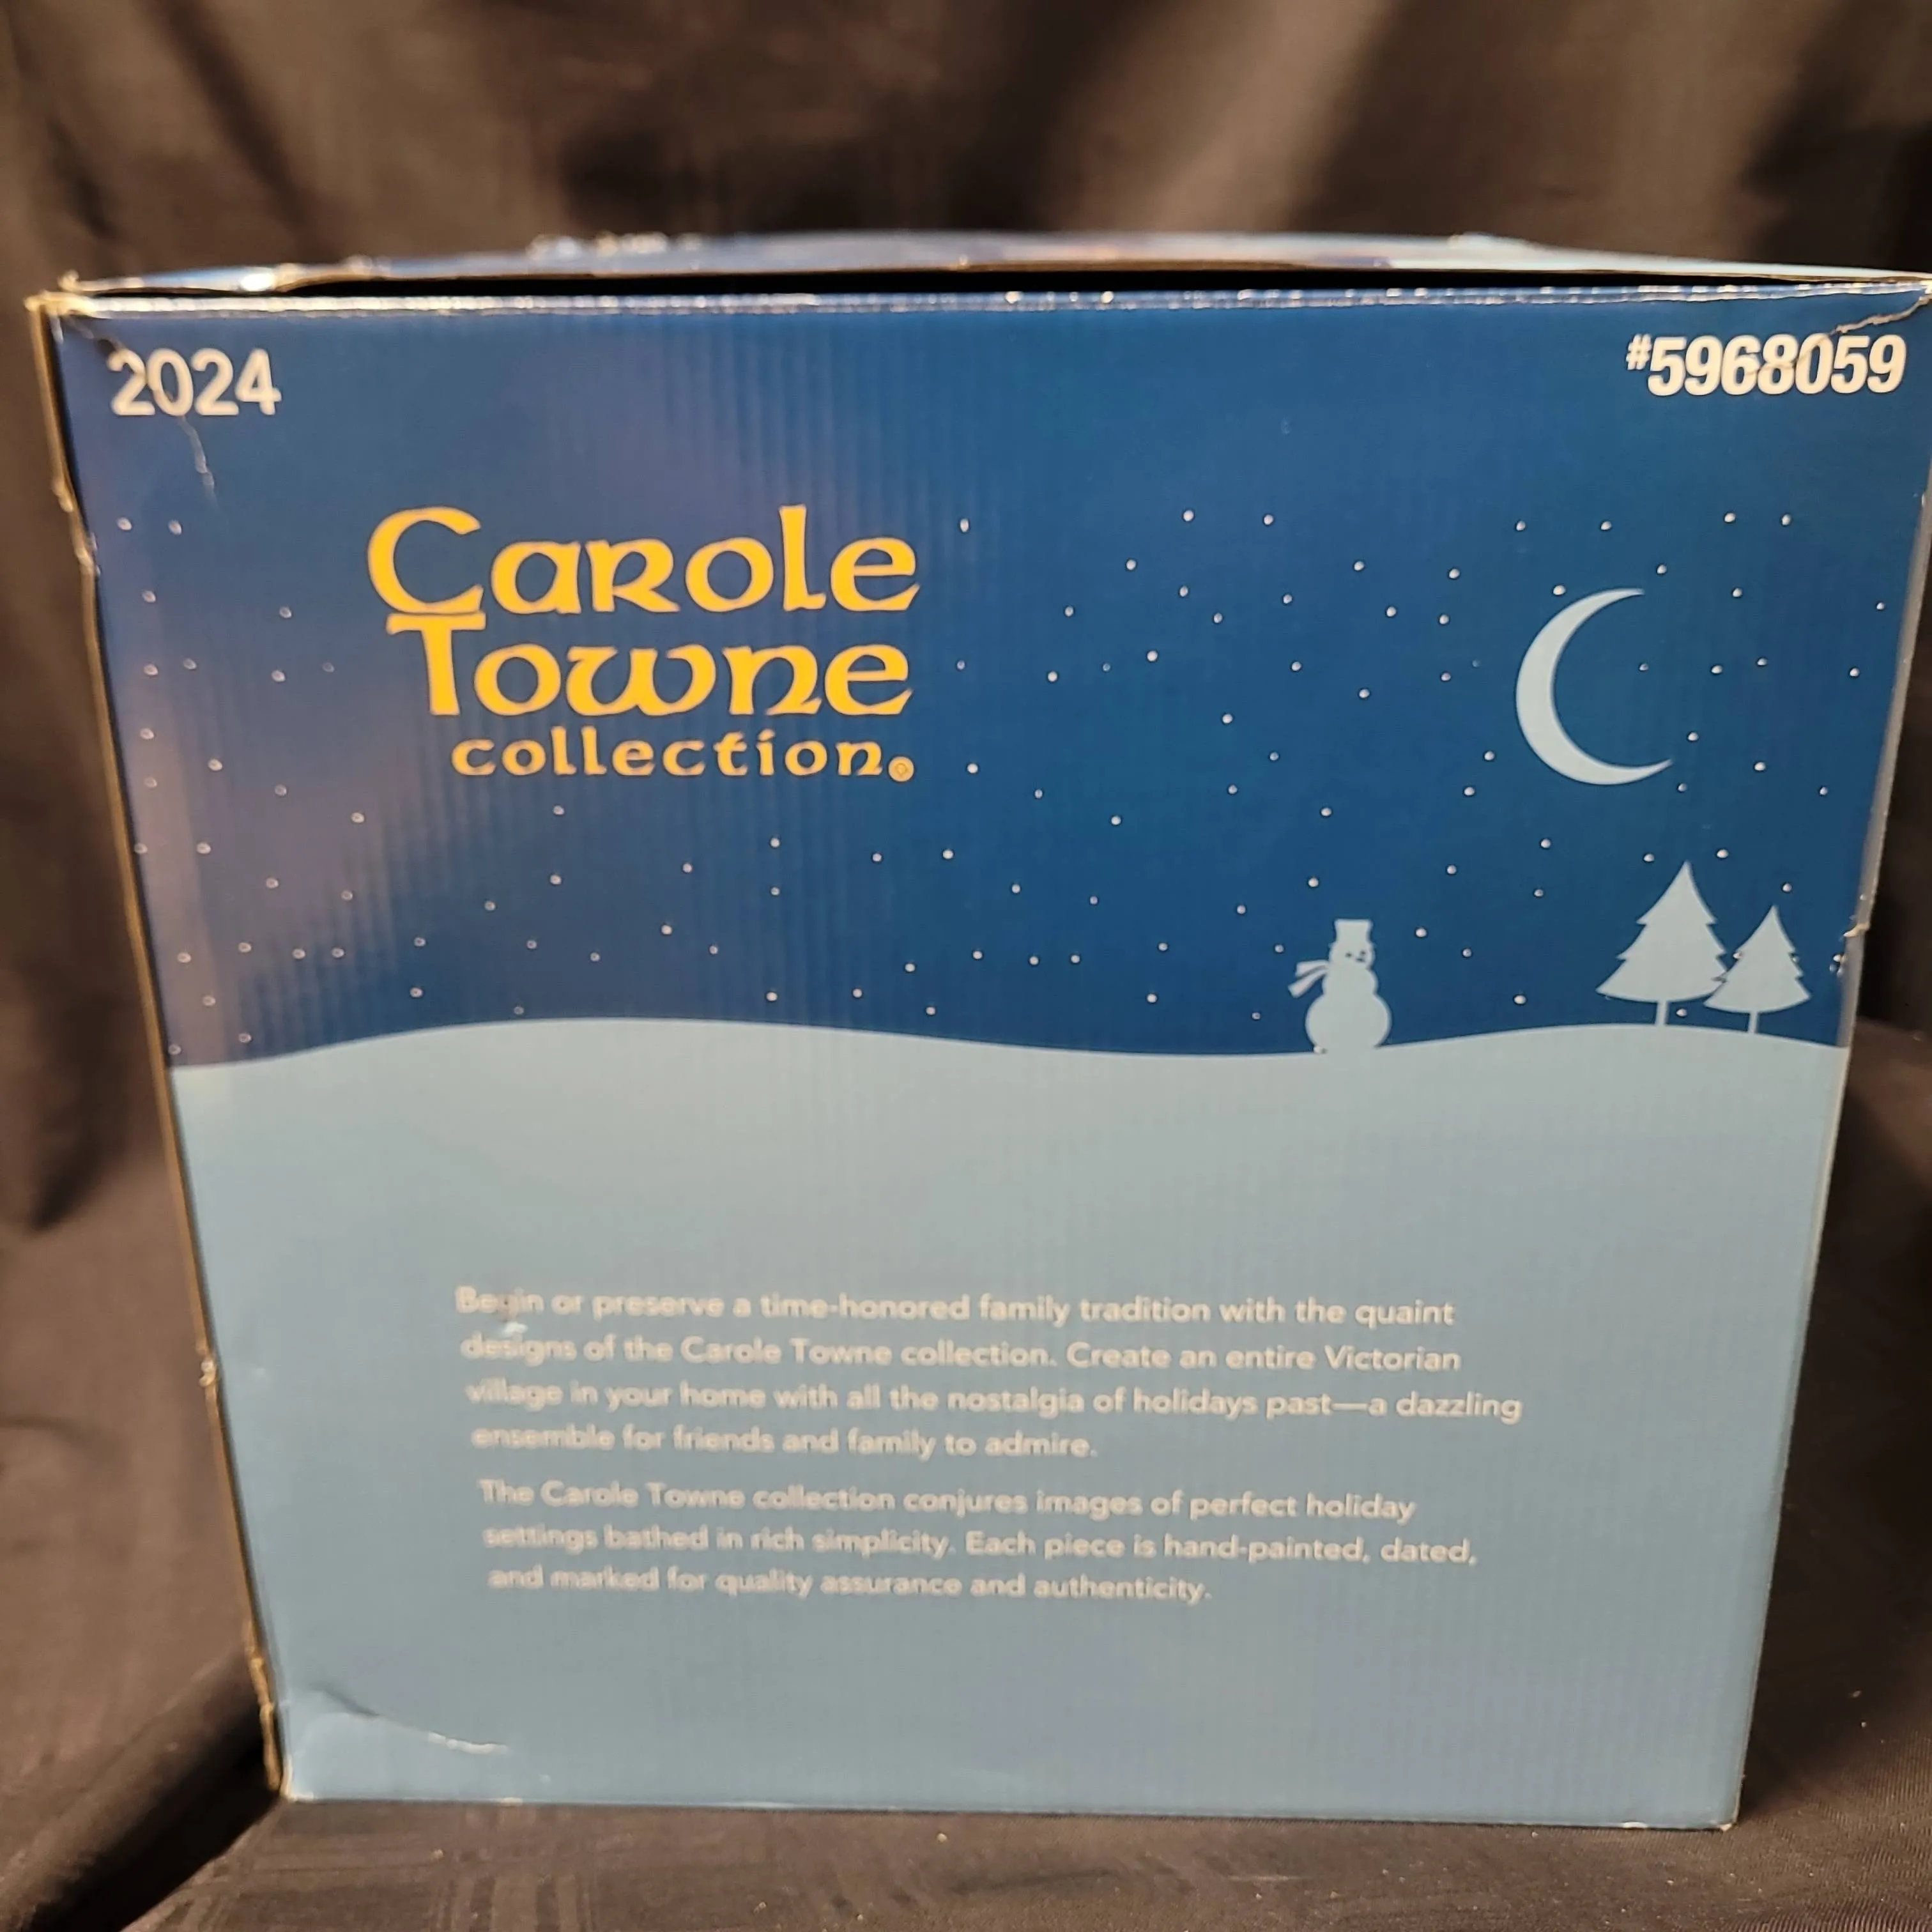 2024
#5968059
Carole
Towne
collection®
Begin or preserve a time-honored family tradition with the quaint
designs of the Carole Towne collection. Create an entire Victorian
village in your home with all the nostalgia of holidays past—a dazzling
ensemble for friends and family to admire.
The Carole Towne collection conjures images of perfect holiday
settings bathed in rich simplicity. Each piece is hand-painted, dated,
and marked for quality assurance and authenticity.